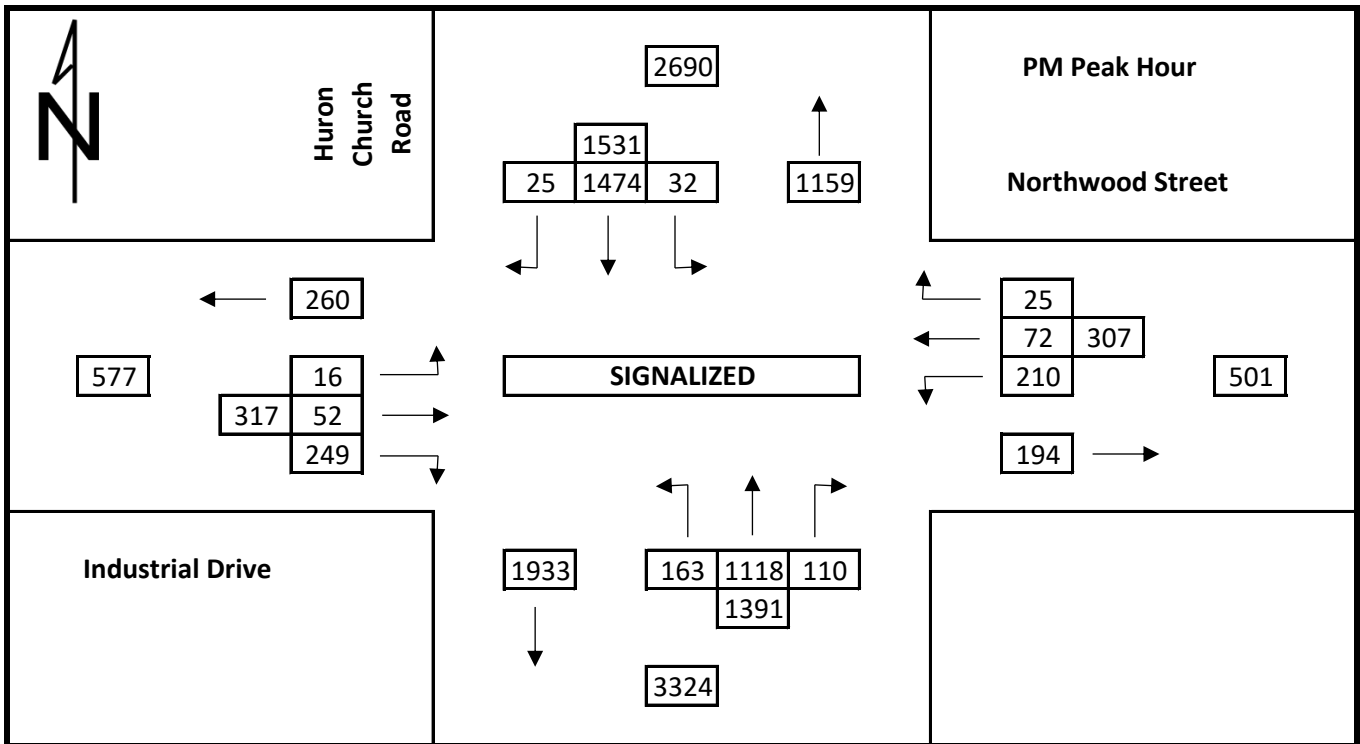 N
Huron
Church
Road
2690
PM Peak Hour
1531
25 1474 32
1159
Northwood Street
260
25
72 307
210
577
16
317 52
249
SIGNALIZED
501
194
Industrial Drive
1933
163 1118 110
1391
3324